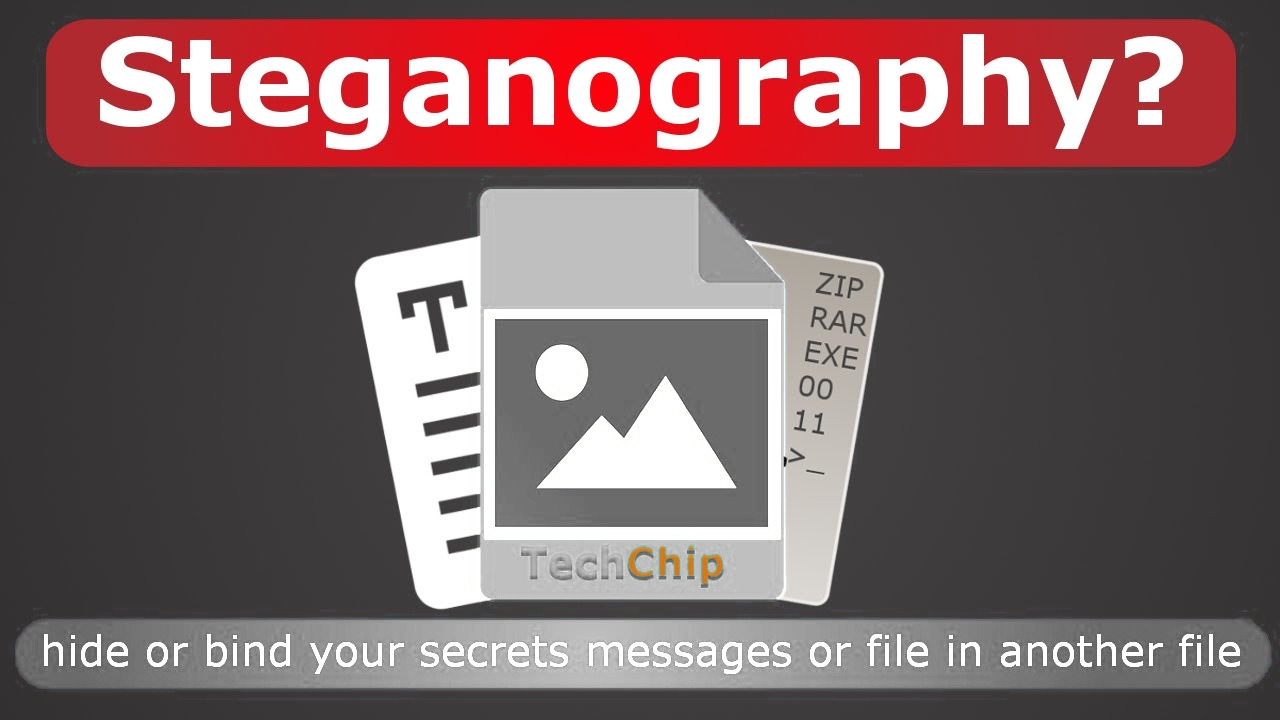 Steganography?
T
ZIP
RAR
EXE
00
11
>_
TechChip
hide or bind your secrets messages or file in another file